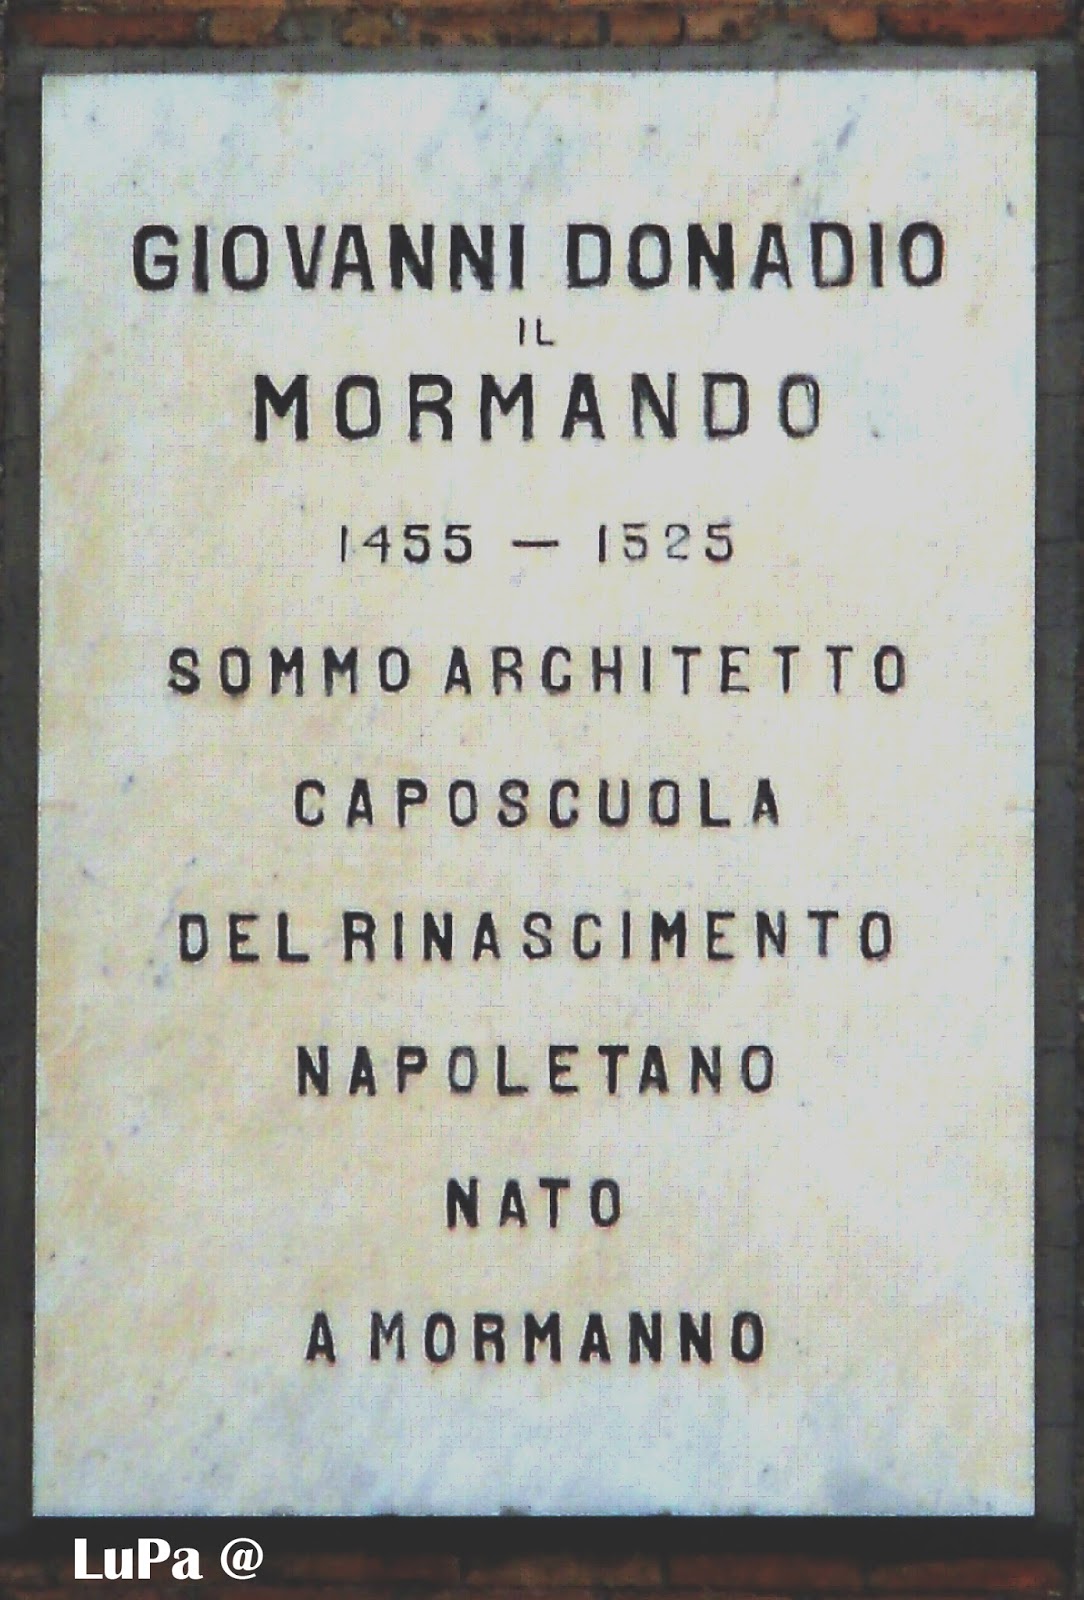 GIOVANNI DONADIO
IL
MORMANDO
1455 – 1525
SOMMO ARCHITETTO
CAPOSCUOLA
DEL RINASCIMENTO
NAPOLETANO
NATO
A MORMANNO
LuPa @